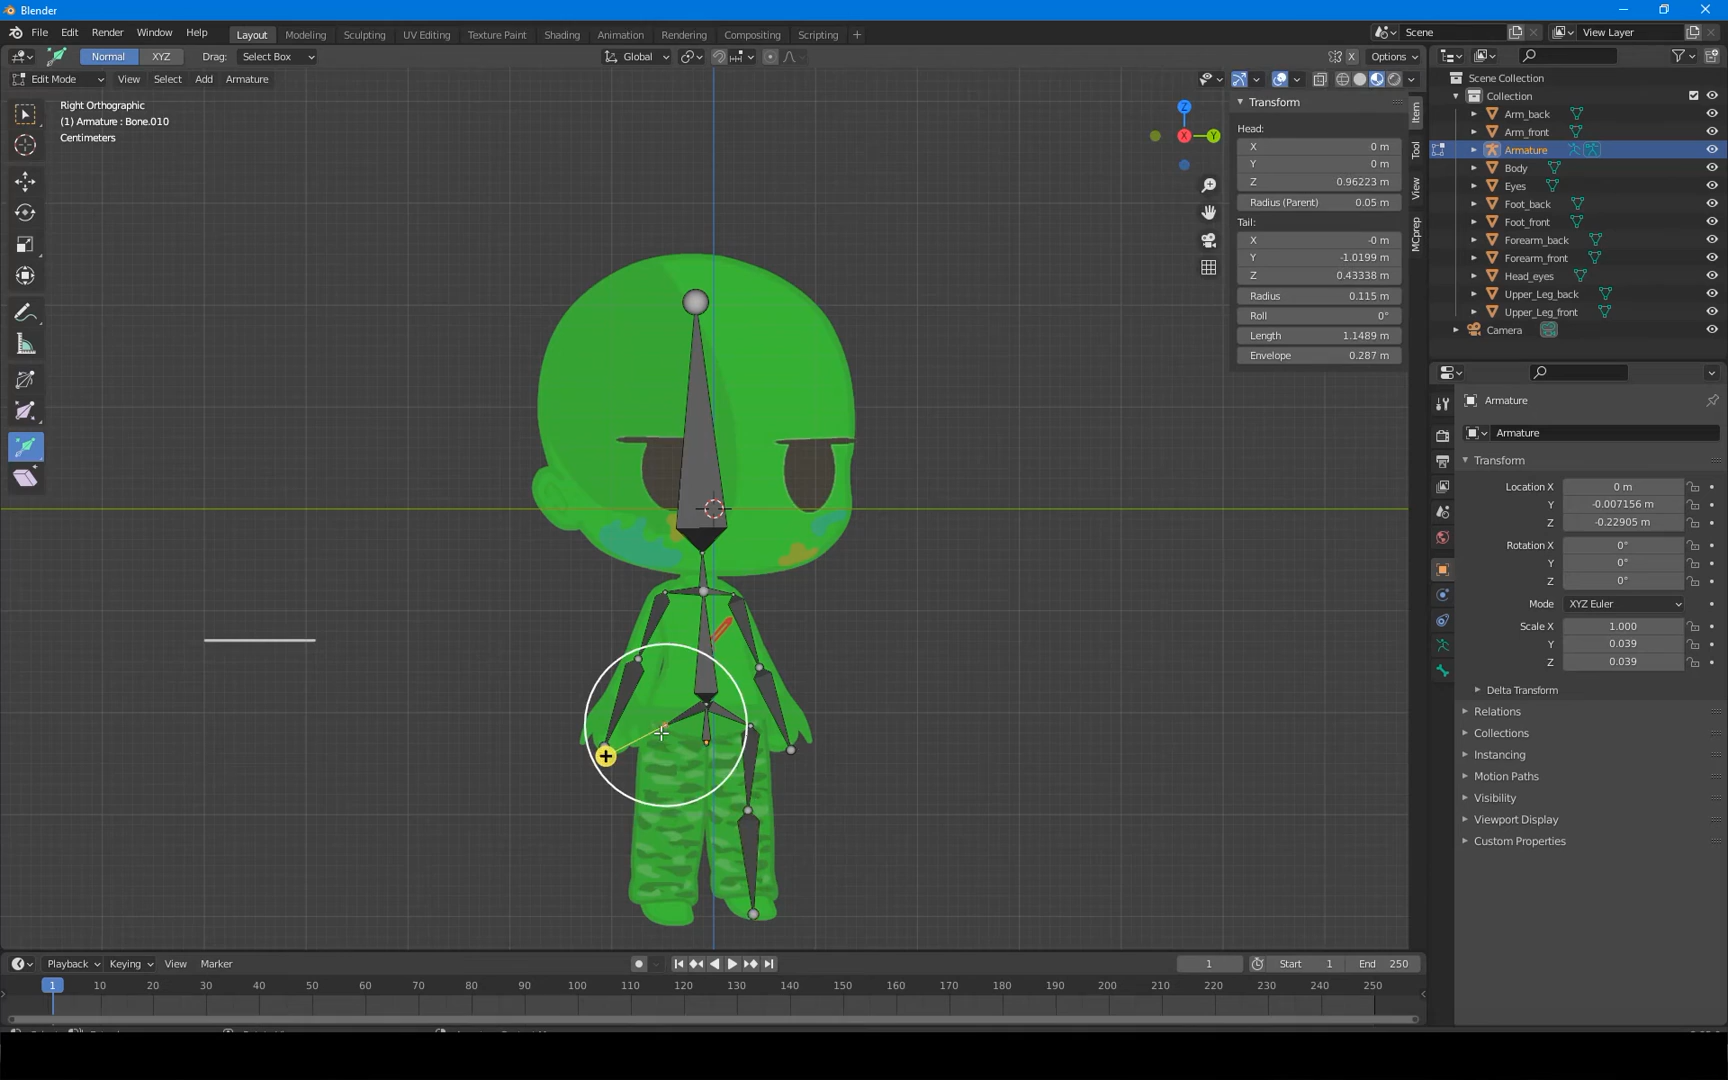 Blender
File Edit Render Window Help Layout Modeling Sculpting UV Editing Texture Paint Shading Animation Rendering Compositing Scripting + Scene View Layer
Normal XYZ Drag: Select Box Global Options
Edit Mode View Select Add Armature
Right Orthographic
(1) Armature : Bone.010
Centimeters
Z
X
Y
Transform
Head:
X 0 m
Y 0 m
Z 0.96223 m
Radius (Parent) 0.05 m
Tail:
X -0 m
Y -1.0199 m
Z 0.43338 m
Radius 0.115 m
Roll 0°
Length 1.1489 m
Envelope 0.287 m
Item
Tool
View
MCprep
Scene Collection
Collection
Arm_back
Arm_front
Armature
Body
Eyes
Foot_back
Foot_front
Forearm_back
Forearm_front
Head_eyes
Upper_Leg_back
Upper_Leg_front
Camera
Armature
Armature
Transform
Location X 0 m
Y -0.007156 m
Z -0.22905 m
Rotation X 0°
Y 0°
Z 0°
Mode XYZ Euler
Scale X 1.000
Y 0.039
Z 0.039
Delta Transform
Relations
Collections
Instancing
Motion Paths
Visibility
Viewport Display
Custom Properties
Playback Keying View Marker 1 Start 1 End 250
1 10 20 30 40 50 60 70 80 90 100 110 120 130 140 150 160 170 180 190 200 210 220 230 240 250